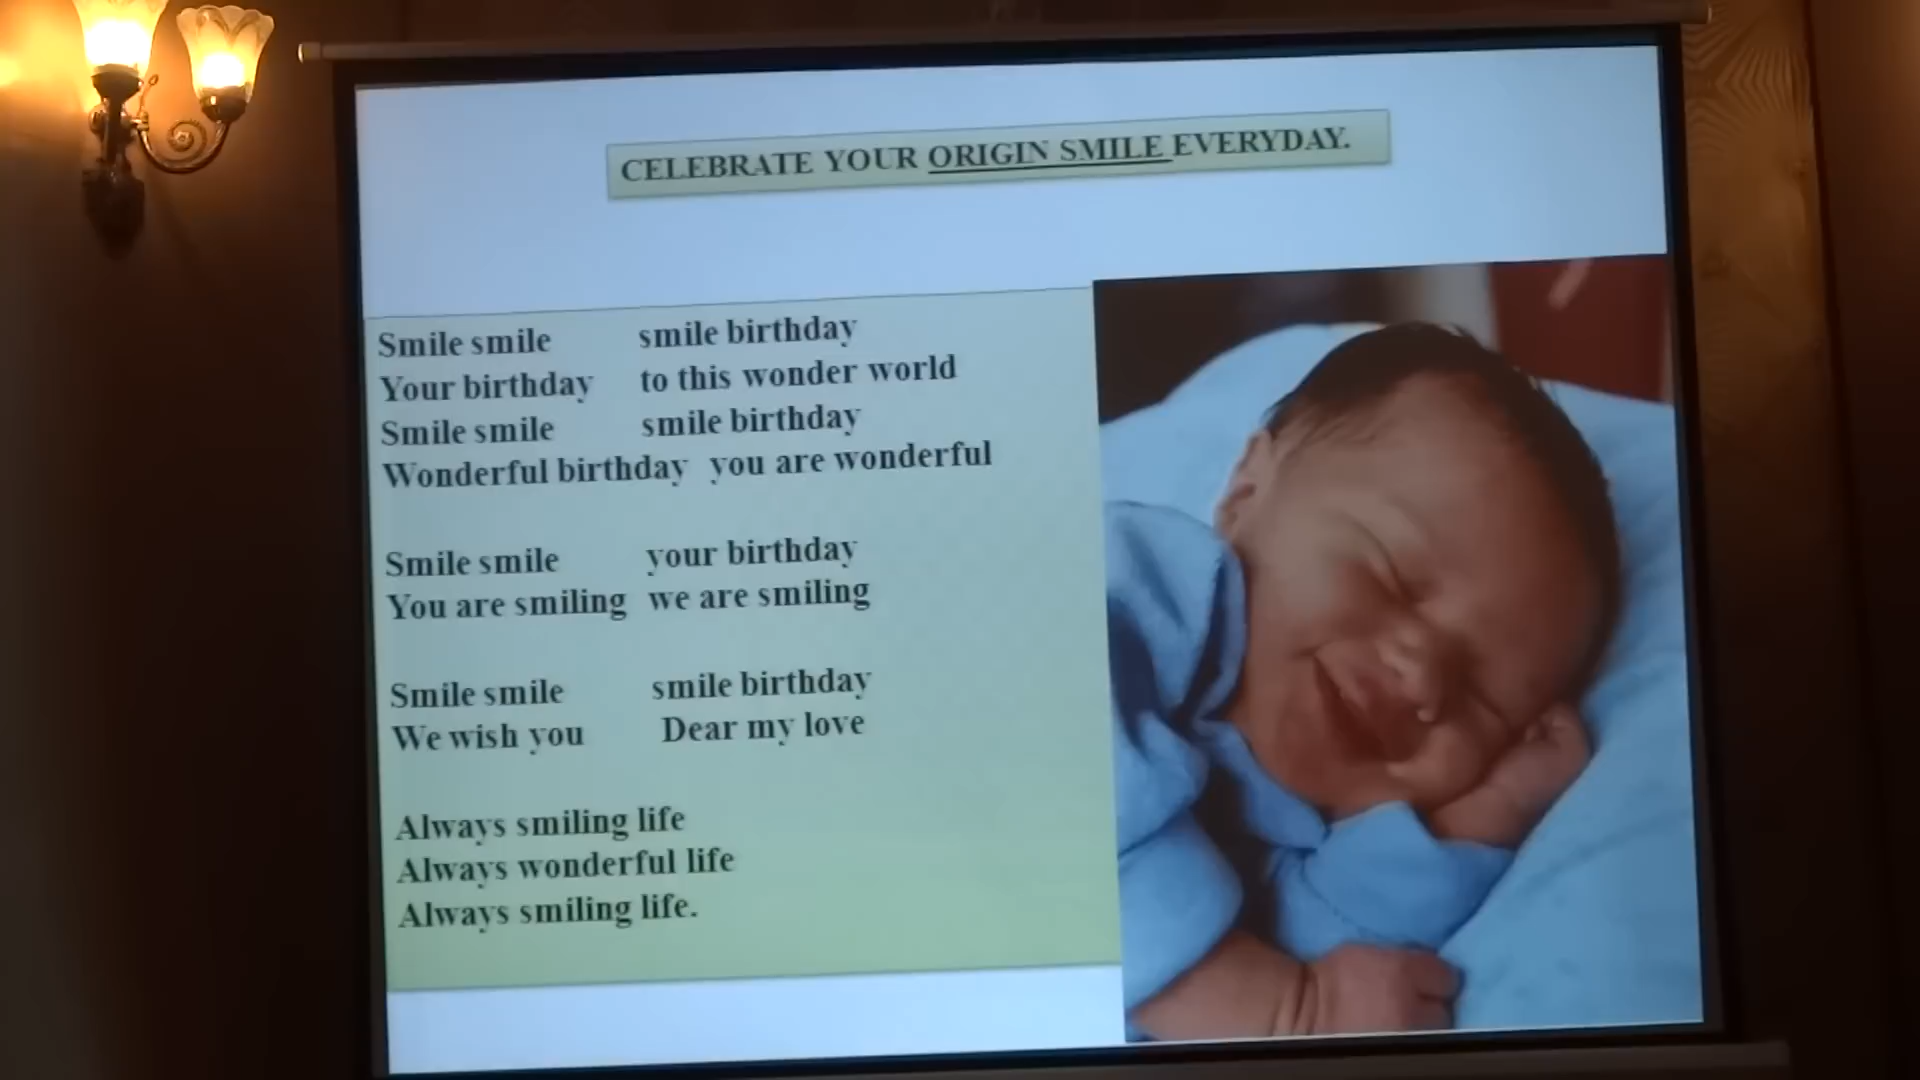 CELEBRATE YOUR ORIGIN SMILE EVERYDAY.
Smile smile smile birthday
Your birthday to this wonder world
Smile smile smile birthday
Wonderful birthday you are wonderful
Smile smile your birthday
You are smiling we are smiling
Smile smile smile birthday
We wish you Dear my love
Always smiling life
Always wonderful life
Always smiling life.